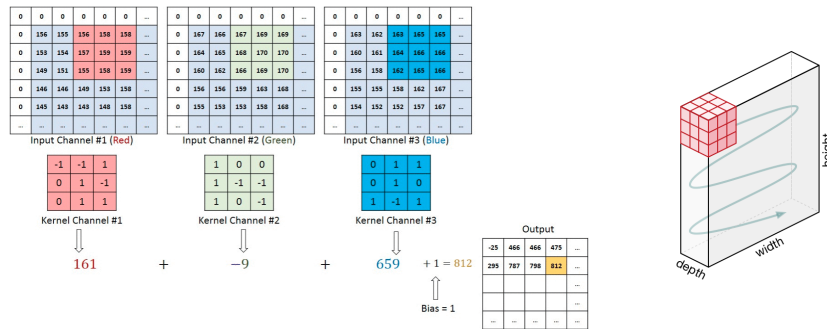 0 0 0 0 0 0 ...
0 156 155 156 158 158 ...
0 153 154 157 159 159 ...
0 149 151 155 158 159 ...
0 146 146 149 153 158 ...
0 145 143 143 148 158 ...
... ... ... ... ... ... ...
Input Channel #1 (Red)
0 0 0 0 0 0 ...
0 167 166 167 169 169 ...
0 164 165 168 170 170 ...
0 160 162 166 169 170 ...
0 156 156 159 163 168 ...
0 155 153 153 158 168 ...
... ... ... ... ... ... ...
Input Channel #2 (Green)
0 0 0 0 0 0 ...
0 163 162 163 165 165 ...
0 160 161 164 166 166 ...
0 156 158 162 165 166 ...
0 155 155 158 162 167 ...
0 154 152 152 157 167 ...
... ... ... ... ... ... ...
Input Channel #3 (Blue)
-1 -1 1
0 1 -1
0 1 1
Kernel Channel #1
1 0 0
1 -1 -1
1 0 -1
Kernel Channel #2
0 1 1
0 1 0
1 -1 1
Kernel Channel #3
161 + −9 + 659 + 1 = 812
Bias = 1
Output
-25 466 466 475 ...
295 787 798 812 ...
...
...
... ... ... ... ...
height
width
depth